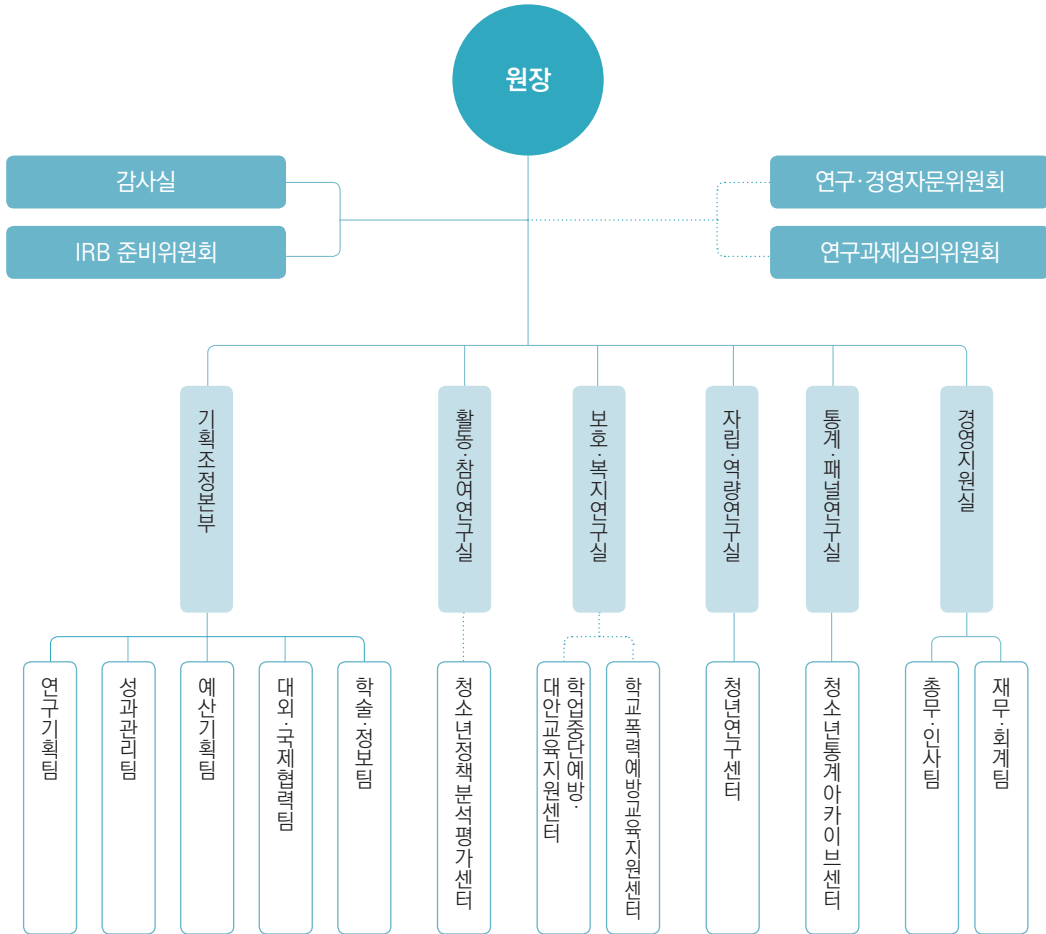 원장
감사실
연구·경영자문위원회
IRB 준비위원회
연구과제심의위원회
기획조정본부
활동·참여연구실
보호·복지연구실
자립·역량연구실
통계·패널연구실
경영지원실
연구기획팀
성과관리팀
예산기획팀
대외·국제협력팀
학술·정보팀
청소년정책분석평가센터
학업중단예방·
대안교육지원센터
학교폭력예방교육지원센터
청년연구센터
청소년통계아카이브센터
총무·인사팀
재무·회계팀